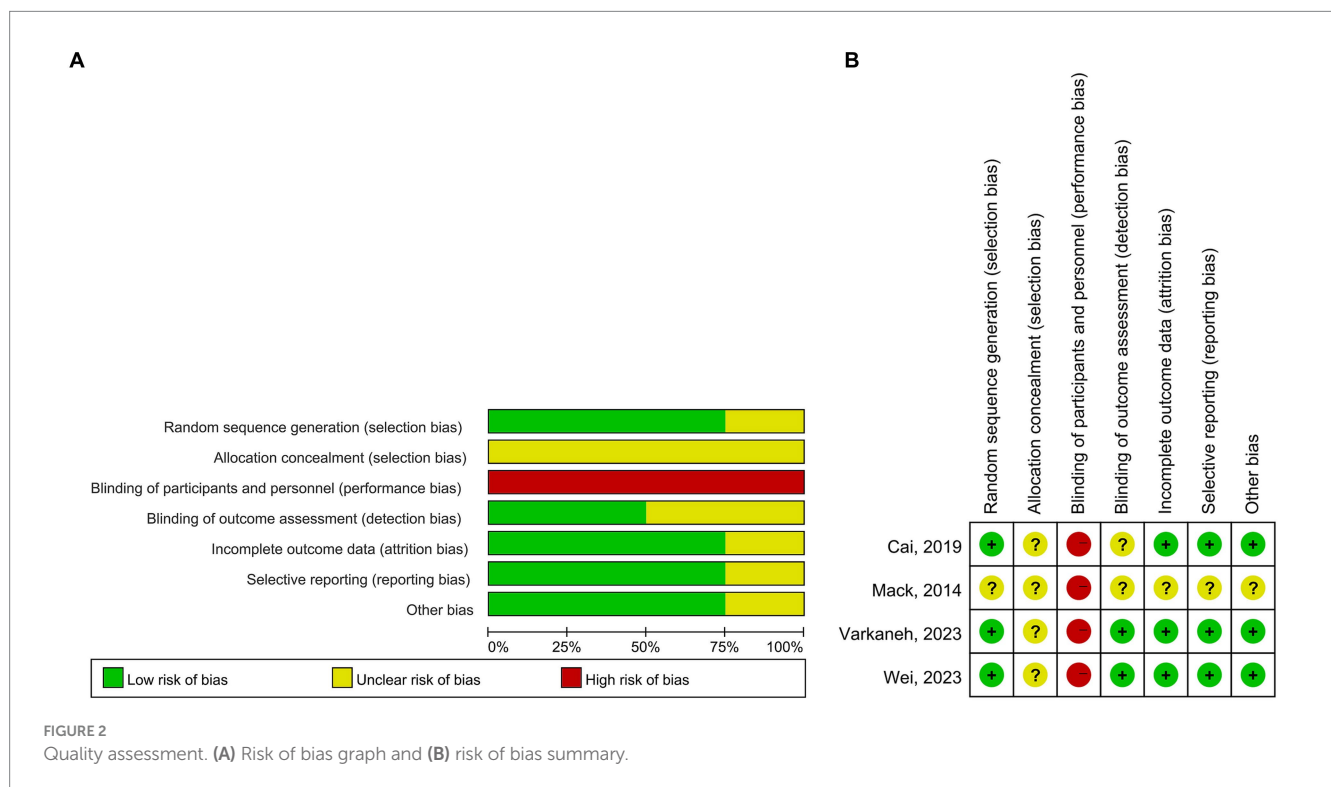 A
Random sequence generation (selection bias)
Allocation concealment (selection bias)
Blinding of participants and personnel (performance bias)
Blinding of outcome assessment (detection bias)
Incomplete outcome data (attrition bias)
Selective reporting (reporting bias)
Other bias
0% 25% 50% 75% 100%
Low risk of bias Unclear risk of bias High risk of bias
B
Random sequence generation (selection bias)
Allocation concealment (selection bias)
Blinding of participants and personnel (performance bias)
Blinding of outcome assessment (detection bias)
Incomplete outcome data (attrition bias)
Selective reporting (reporting bias)
Other bias
Cai, 2019 + ? - ? + + +
Mack, 2014 ? ? - ? ? ? ?
Varkaneh, 2023 + ? - + + + +
Wei, 2023 + ? - + + + +
FIGURE 2
Quality assessment. (A) Risk of bias graph and (B) risk of bias summary.